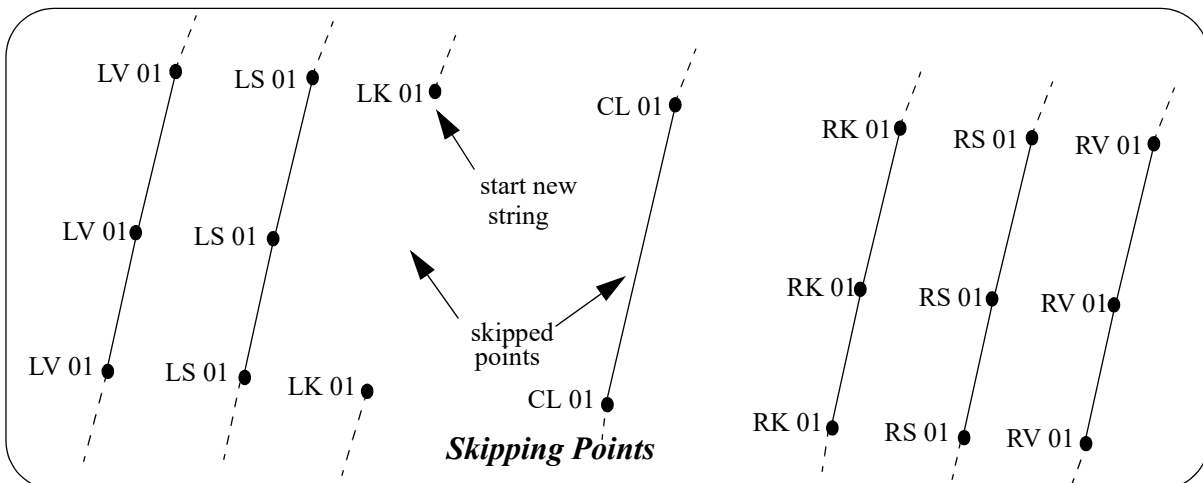 LV 01
LS 01
LK 01
CL 01
RK 01
RS 01
RV 01
start new
string
LV 01
LS 01
RK 01
RS 01
RV 01
skipped
points
LV 01
LS 01
LK 01
CL 01
RK 01
RS 01
RV 01
Skipping Points